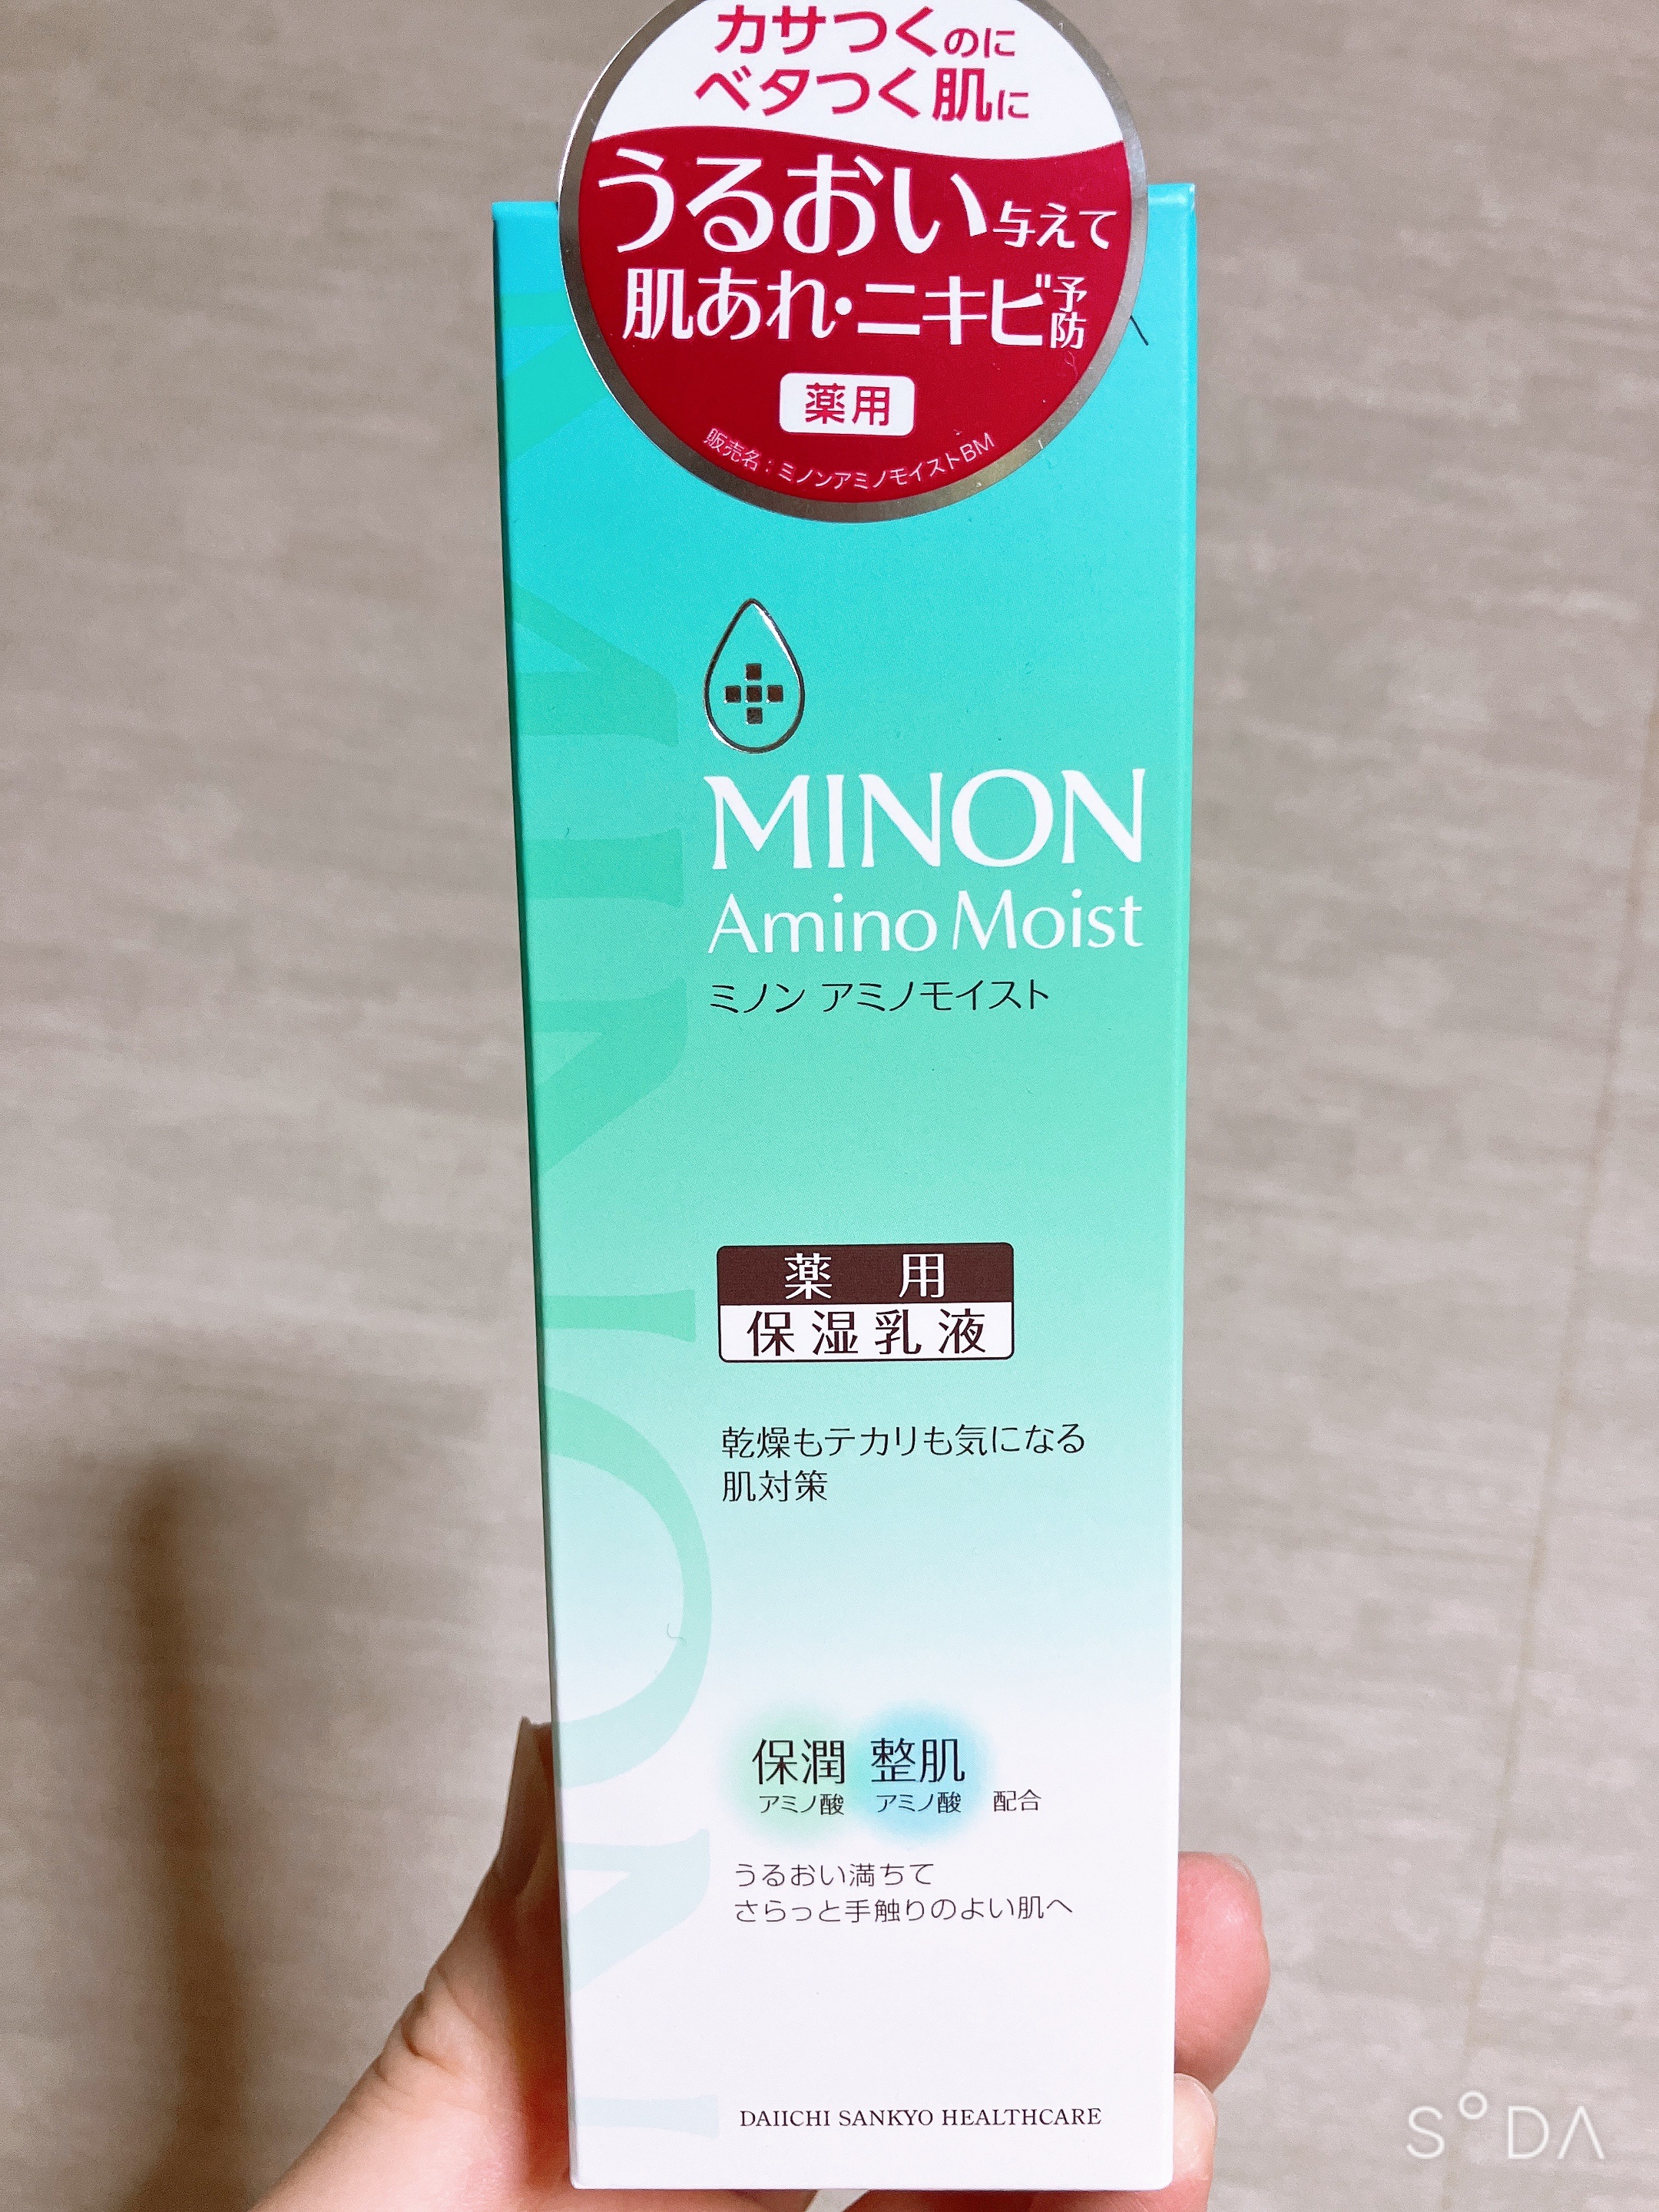 カサつくのに
ベタつく肌に
うるおい与えて
肌あれ・ニキビ予防
薬用
販売名：ミノンアミノモイストBM
MINON
Amino Moist
ミノン アミノモイスト
薬用
保湿乳液
乾燥もテカリも気になる
肌対策
保潤 整肌
アミノ酸 アミノ酸 配合
うるおい満ちて
さらっと手触りのよい肌へ
DAIICHI SANKYO HEALTHCARE
MINON
SODA